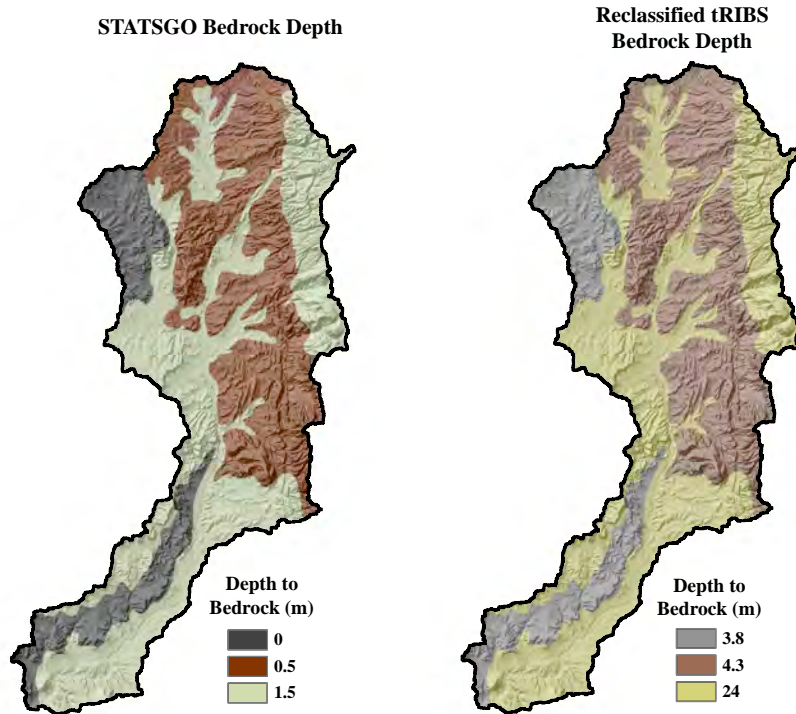 STATSGO Bedrock Depth
Reclassified tRIBS
Bedrock Depth
Depth to
Bedrock (m)
0
0.5
1.5
Depth to
Bedrock (m)
3.8
4.3
24